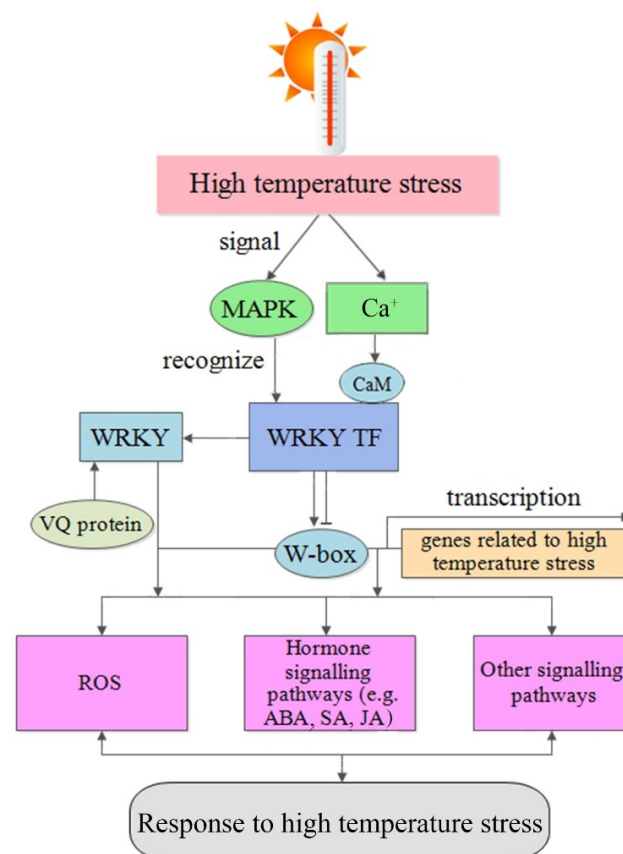 High temperature stress
signal
MAPK
Ca⁺
recognize
CaM
WRKY
WRKY TF
transcription
VQ protein
W-box
genes related to high
temperature stress
ROS
Hormone
signalling
pathways (e.g.
ABA, SA, JA)
Other signalling
pathways
Response to high temperature stress